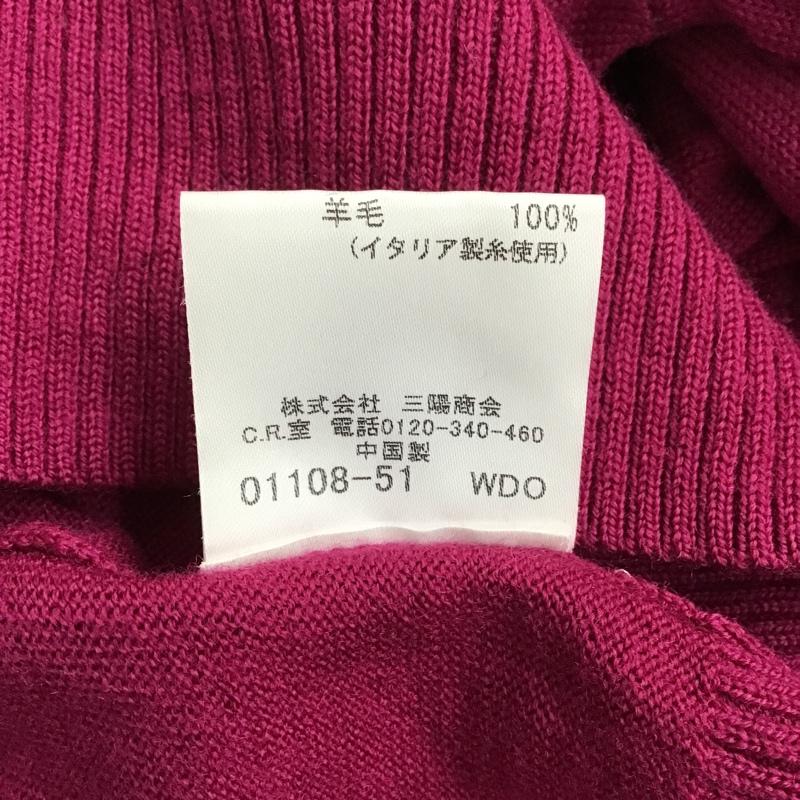 羊毛 100%
(イタリア製糸使用)
株式会社 三陽商会
C.R.室 電話0120-340-460
中国製
01108-51 WDO